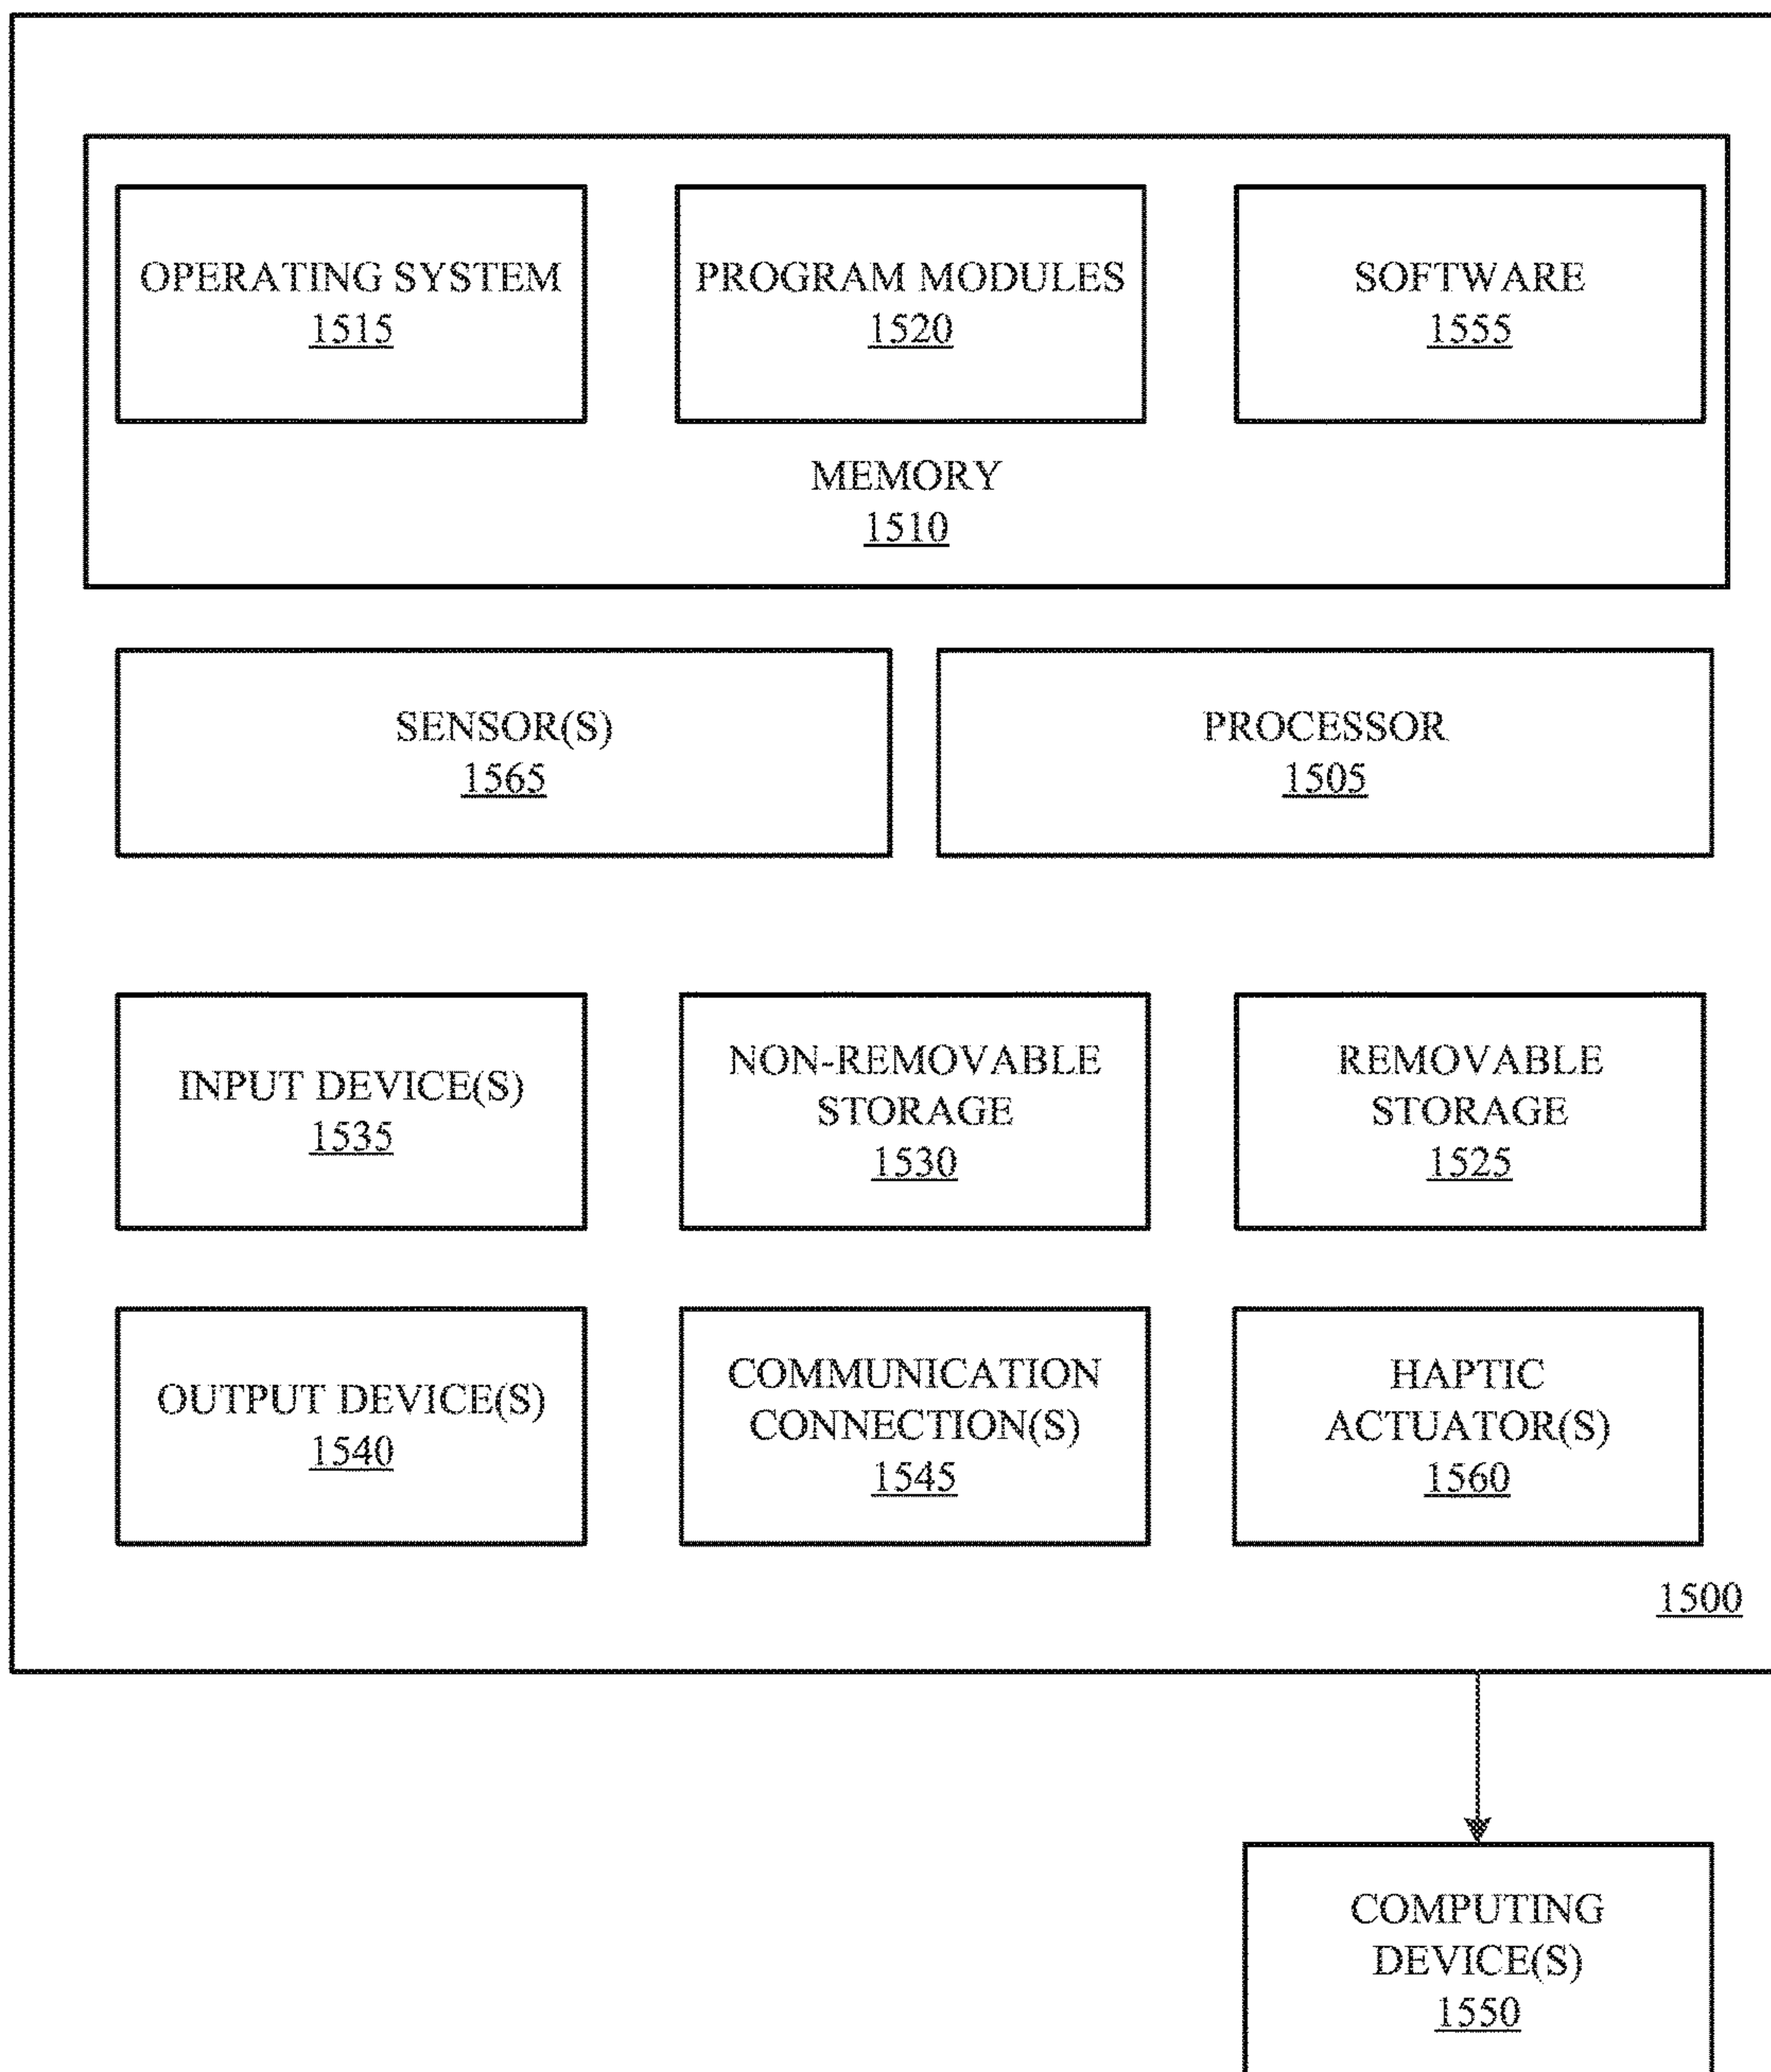 OPERATING SYSTEM
1515
PROGRAM MODULES
1520
SOFTWARE
1555
MEMORY
1510
SENSOR(S)
1565
PROCESSOR
1505
INPUT DEVICE(S)
1535
NON-REMOVABLE
STORAGE
1530
REMOVABLE
STORAGE
1525
OUTPUT DEVICE(S)
1540
COMMUNICATION
CONNECTION(S)
1545
HAPTIC
ACTUATOR(S)
1560
1500
COMPUTING
DEVICE(S)
1550